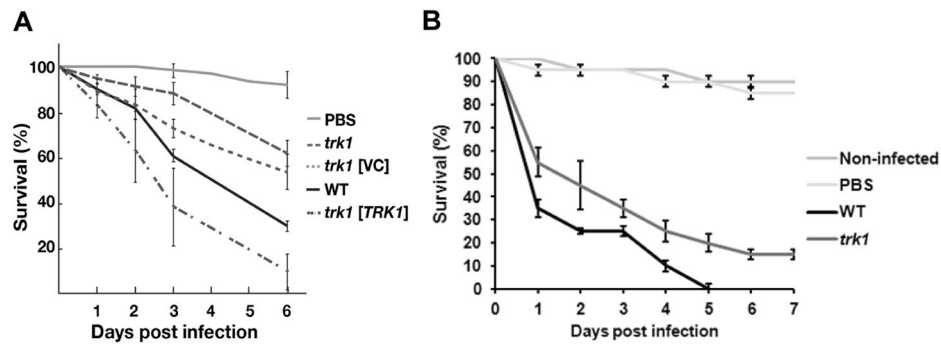 A
Survival (%)
100
80
60
40
20
1 2 3 4 5 6
Days post infection
PBS
trk1
trk1 [VC]
WT
trk1 [TRK1]
B
Survival (%)
100
90
80
70
60
50
40
30
20
10
0
0 1 2 3 4 5 6 7
Days post infection
Non-infected
PBS
WT
trk1